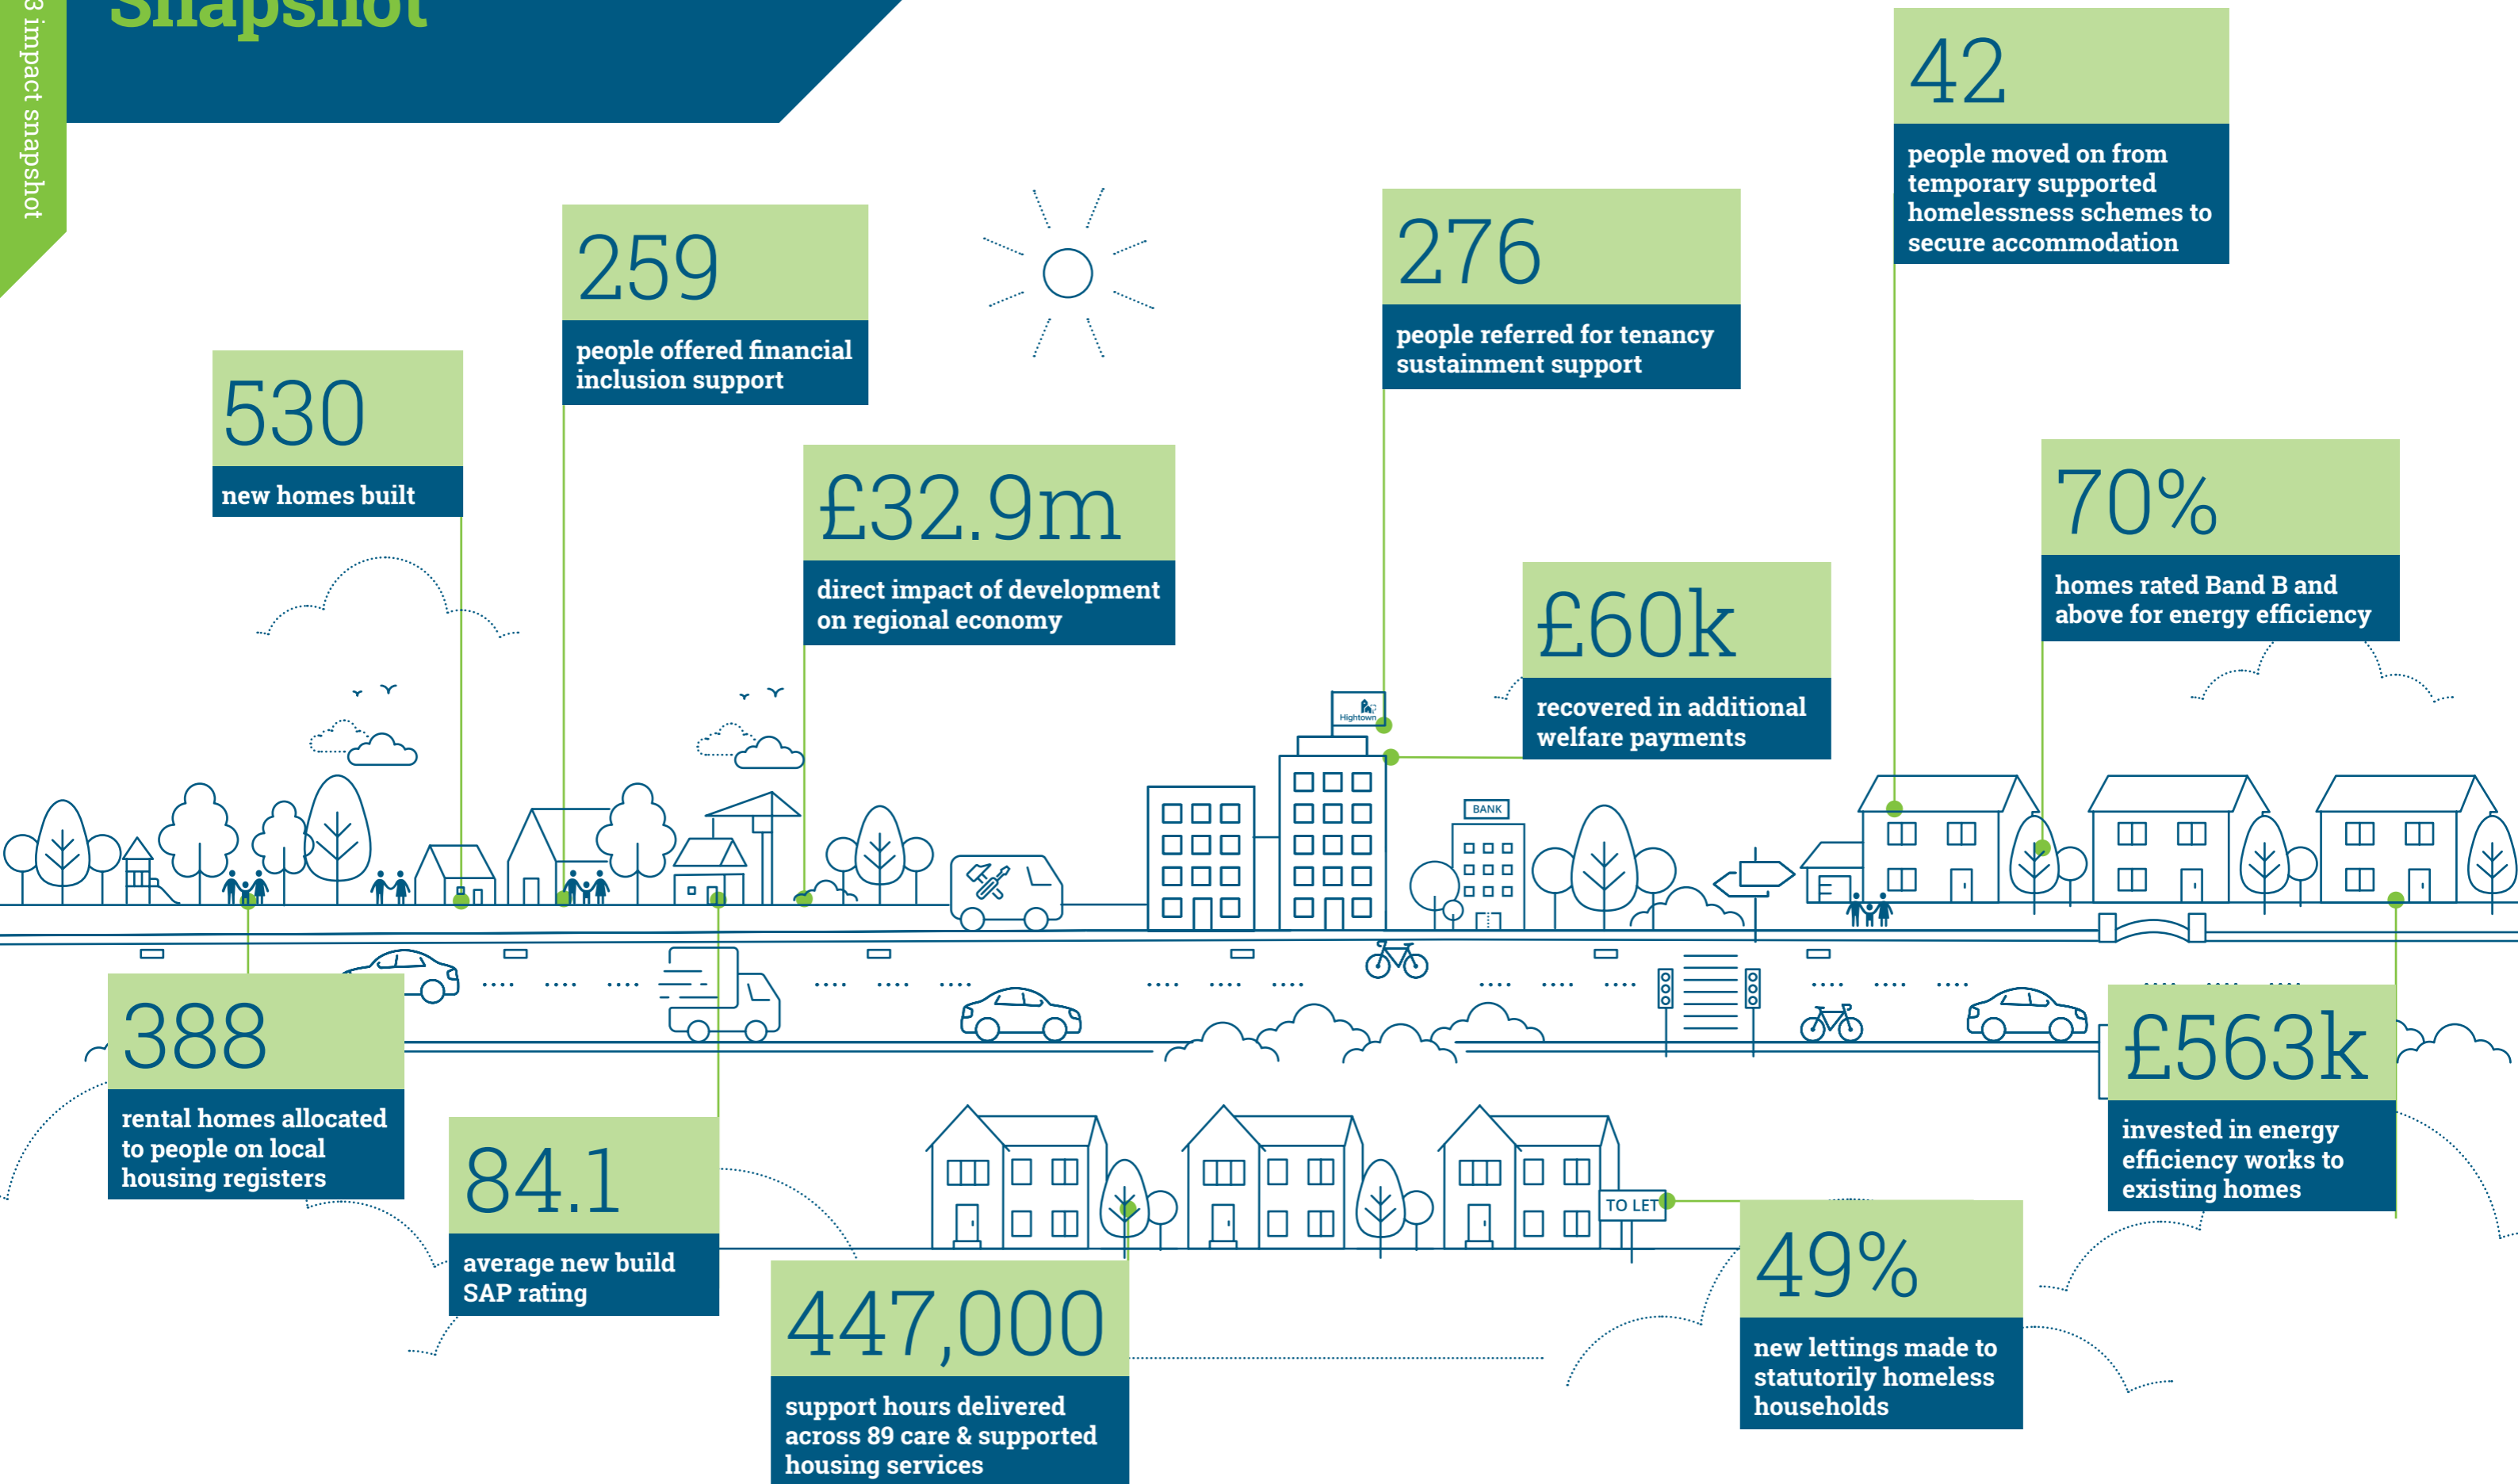 Snapshot
3 impact snapshot
42
people moved on from
temporary supported
homelessness schemes to
secure accommodation
259
people offered financial
inclusion support
276
people referred for tenancy
sustainment support
530
new homes built
£32.9m
direct impact of development
on regional economy
70%
homes rated Band B and
above for energy efficiency
£60k
recovered in additional
welfare payments
Hightown
BANK
388
rental homes allocated
to people on local
housing registers
£563k
invested in energy
efficiency works to
existing homes
84.1
average new build
SAP rating
TO LET
49%
new lettings made to
statutorily homeless
households
447,000
support hours delivered
across 89 care & supported
housing services